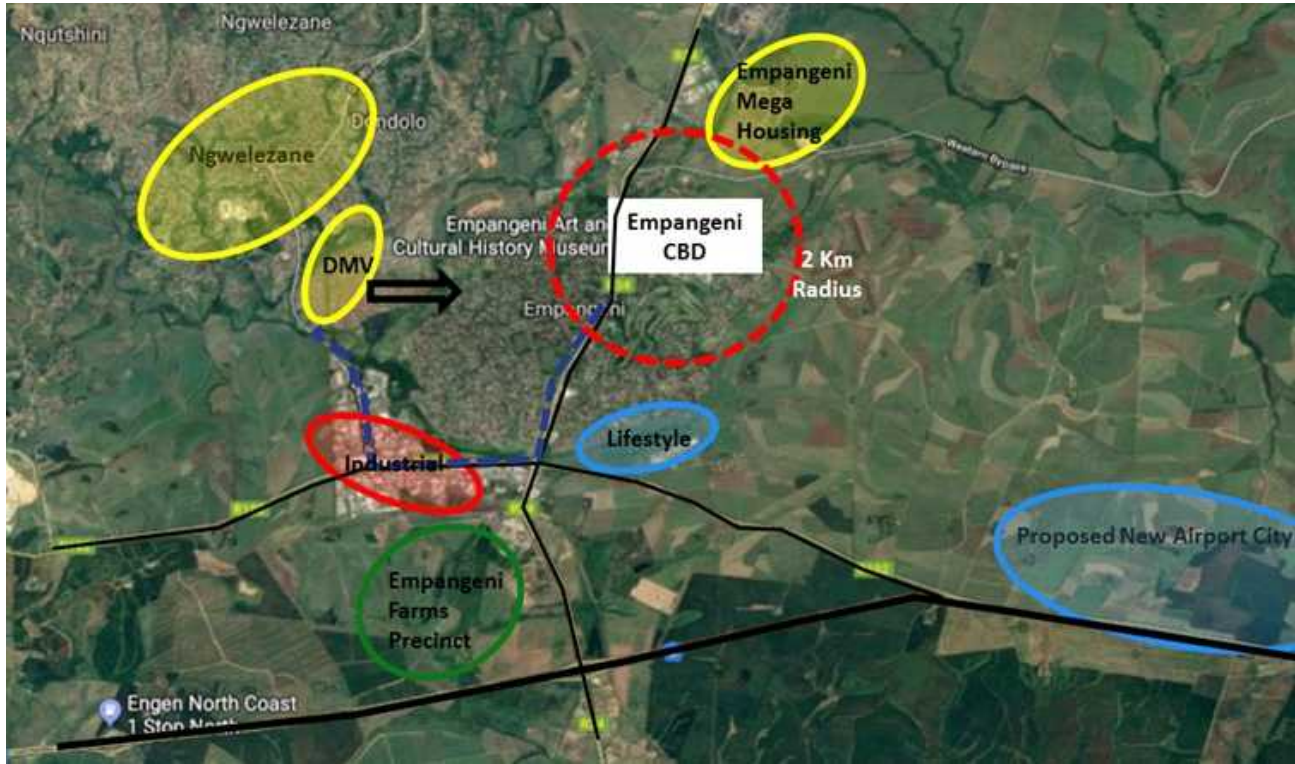 Ngwelezane
Nqutshini
Empangeni
Mega
Housing
Dondolo
Ngwelezane
Western Bypass
Empangeni Art and
Cultural History Museum
Empangeni
CBD
DMV
2 Km
Radius
Empangeni
Lifestyle
Industrial
Proposed New Airport City
Empangeni
Farms
Precinct
Engen North Coast
1 Stop North